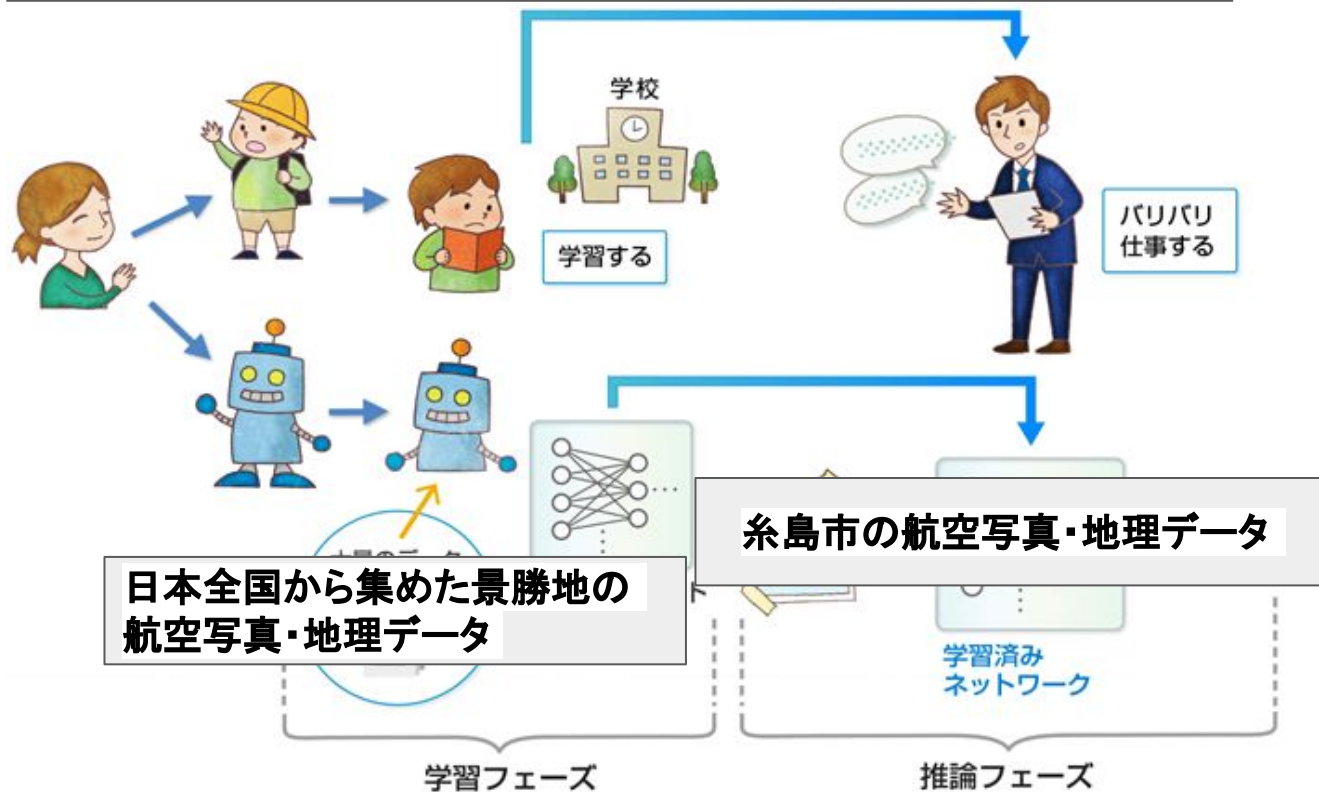 学校
学習する
バリバリ
仕事する
日本全国から集めた景勝地の
航空写真・地理データ
糸島市の航空写真・地理データ
学習済み
ネットワーク
学習フェーズ
推論フェーズ